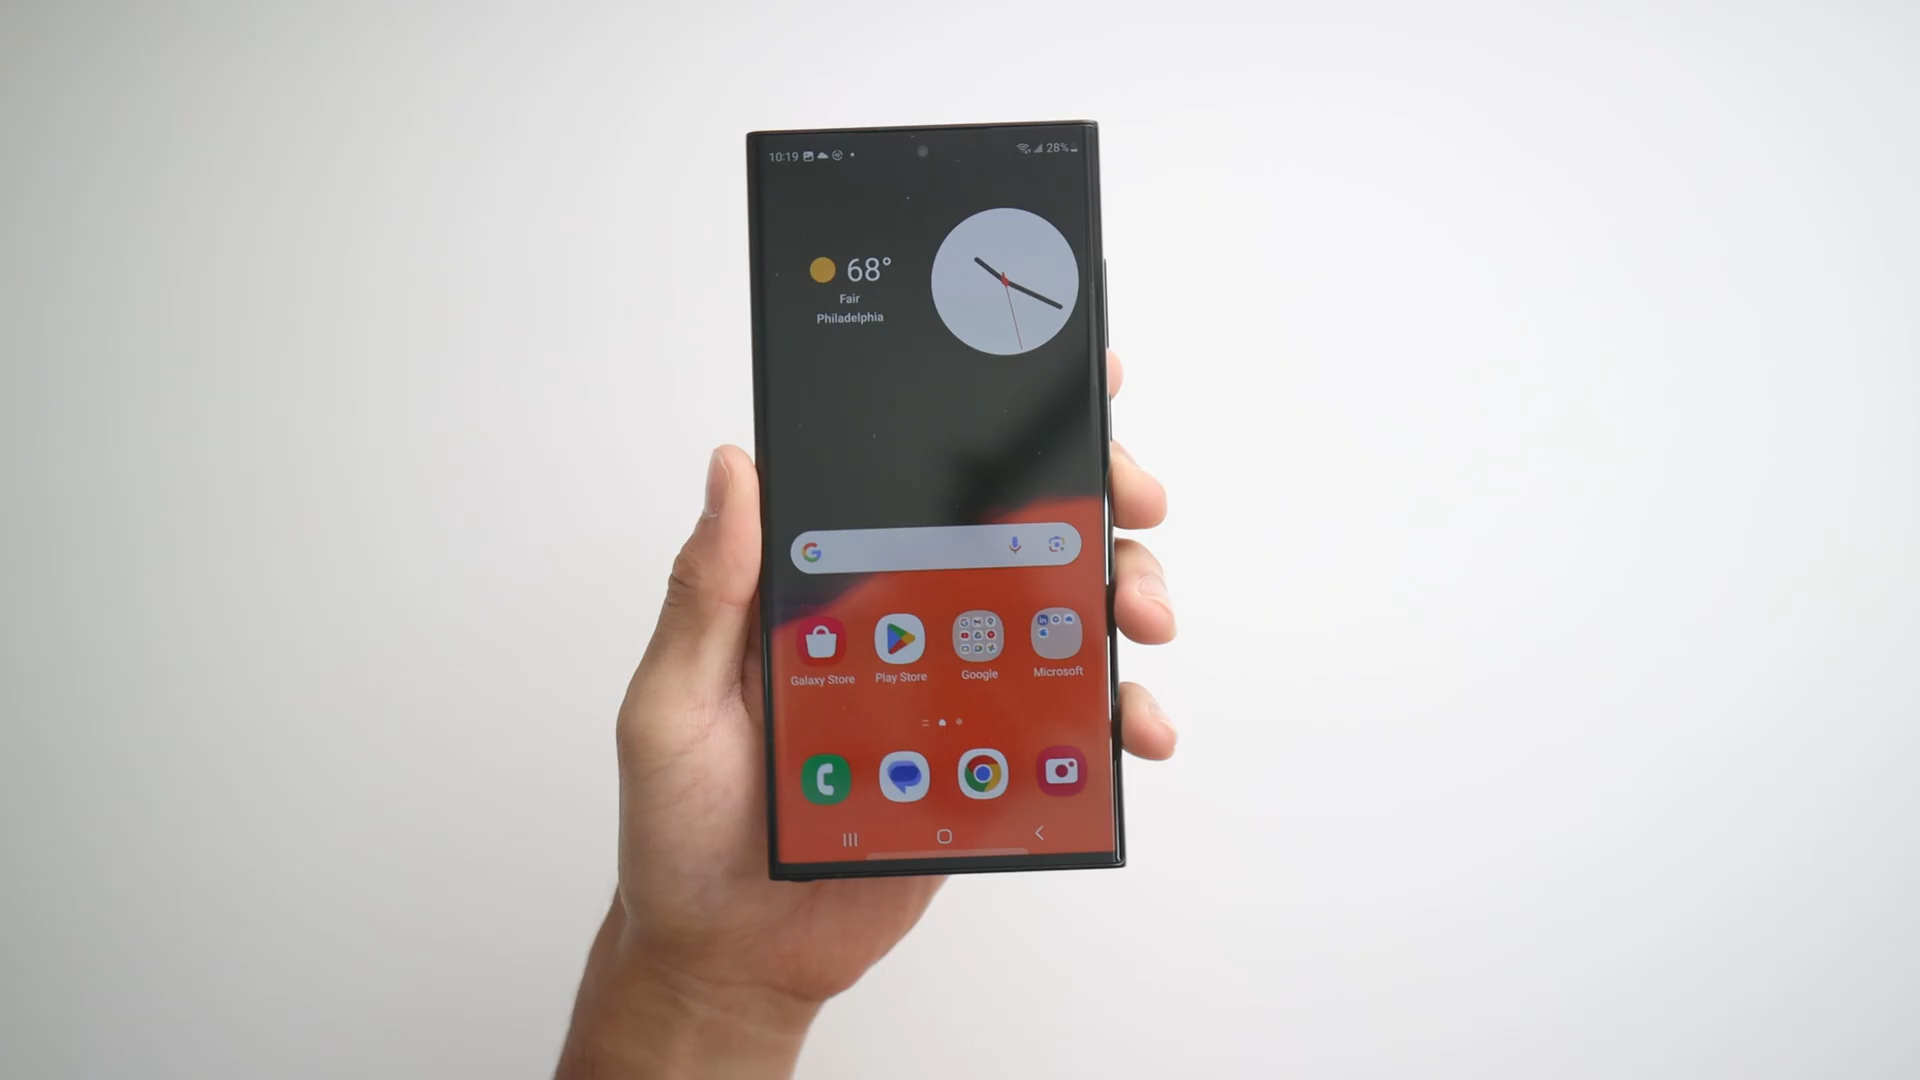 10:19
28%
68°
Fair
Philadelphia
Galaxy Store
Play Store
Google
Microsoft